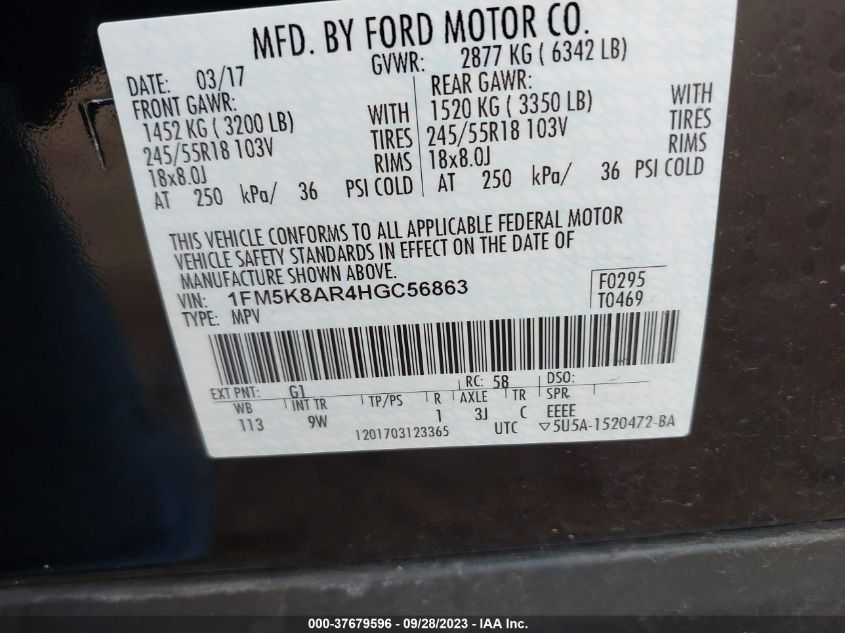 MFD. BY FORD MOTOR CO.
DATE: 03/17 GVWR: 2877 KG ( 6342 LB)
FRONT GAWR: REAR GAWR:
1452 KG ( 3200 LB) WITH 1520 KG ( 3350 LB) WITH
245/55R18 103V TIRES 245/55R18 103V TIRES
18x8.0J RIMS 18x8.0J RIMS
AT 250 kPa/ 36 PSI COLD AT 250 kPa/ 36 PSI COLD
THIS VEHICLE CONFORMS TO ALL APPLICABLE FEDERAL MOTOR
VEHICLE SAFETY STANDARDS IN EFFECT ON THE DATE OF
MANUFACTURE SHOWN ABOVE.
VIN: 1FM5K8AR4HGC56863 F0295
TYPE: MPV T0469
EXT PNT: G1 RC: 58 DSO:
WB INT TR TP/PS R AXLE TR SPR
113 9W 1 3J C EEEE
1201703123365 UTC ▽5U5A-1520472-BA
000-37679596 - 09/28/2023 - IAA Inc.